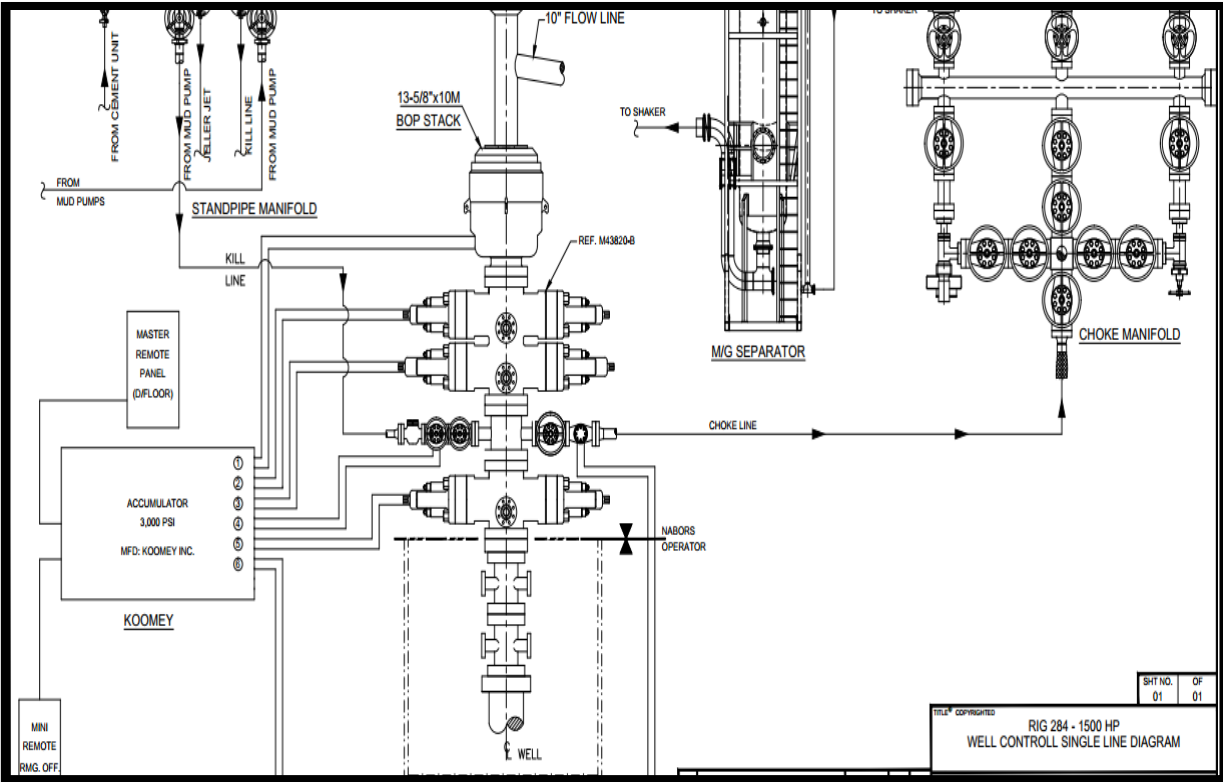 10" FLOW LINE
TO SHAKER
FROM CEMENT UNIT
FROM MUD PUMP
JELLER JET
KILL LINE
FROM MUD PUMP
13-5/8"x10M
BOP STACK
TO SHAKER
FROM
MUD PUMPS
STANDPIPE MANIFOLD
REF. M43820-B
KILL
LINE
MASTER
REMOTE
PANEL
(D/FLOOR)
M/G SEPARATOR
CHOKE MANIFOLD
CHOKE LINE
1
2
3
4
5
6
ACCUMULATOR
3,000 PSI
MFD: KOOMEY INC.
KOOMEY
NABORS
OPERATOR
MINI
REMOTE
RMG. OFF.
℄ WELL
SHT NO. OF
01 01
TITLE COPYRIGHTED
RIG 284 - 1500 HP
WELL CONTROLL SINGLE LINE DIAGRAM